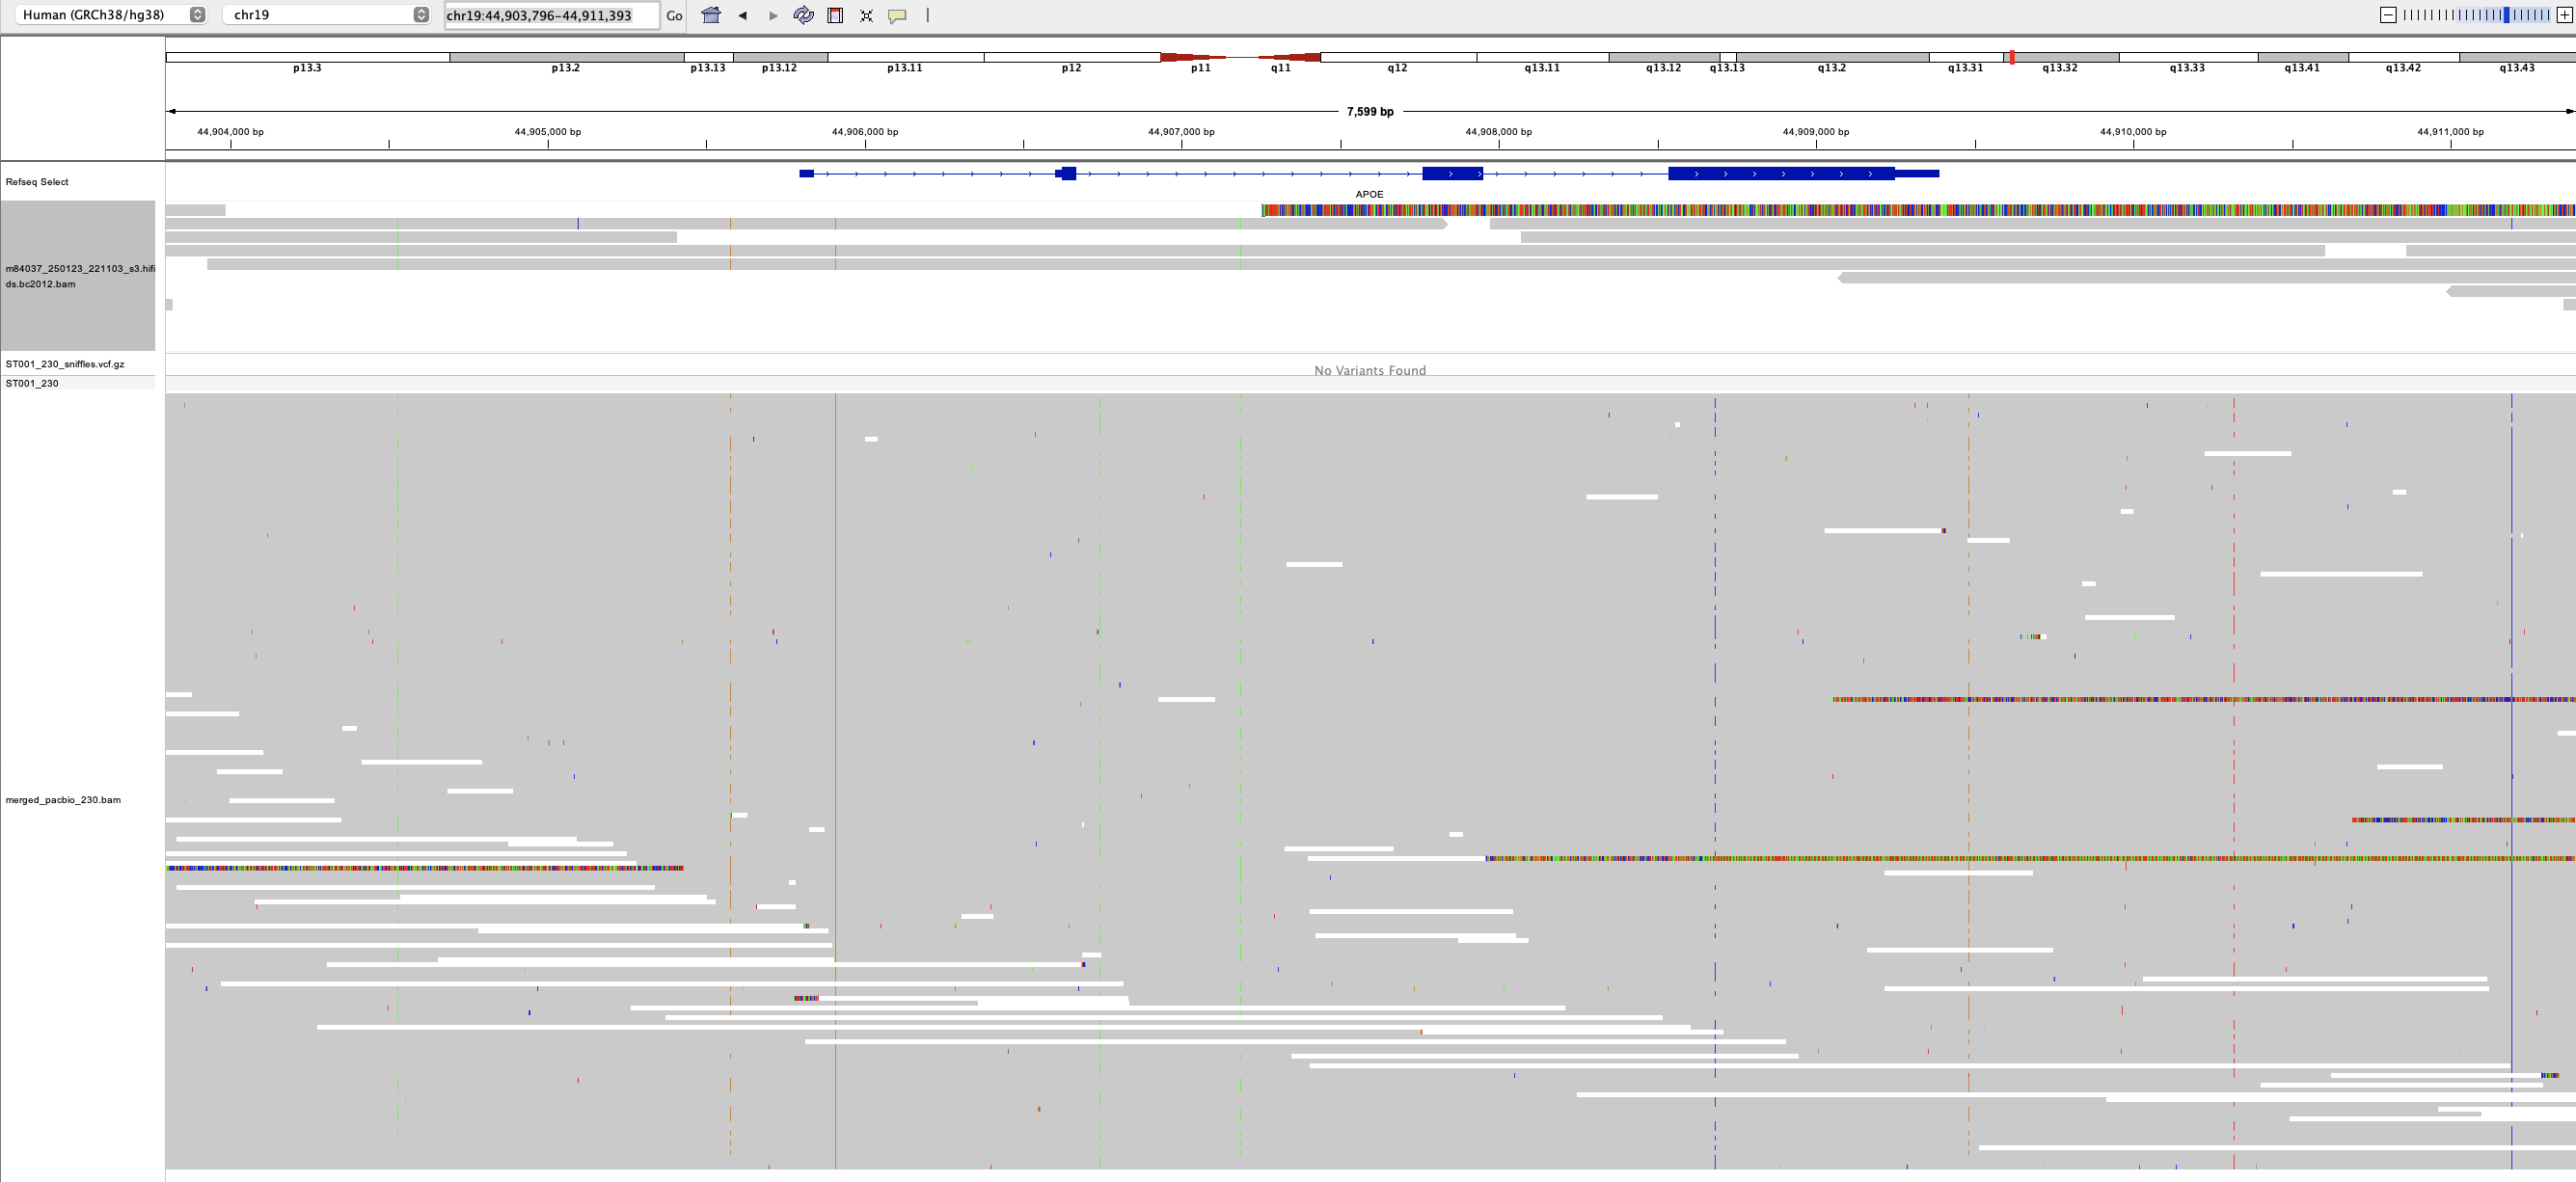 Human (GRCh38/hg38) chr19 chr19:44,903,796-44,911,393 Go
p13.3 p13.2 p13.13 p13.12 p13.11 p12 p11 q11 q12 q13.11 q13.12 q13.13 q13.2 q13.31 q13.32 q13.33 q13.41 q13.42 q13.43
7,599 bp
44,904,000 bp 44,905,000 bp 44,906,000 bp 44,907,000 bp 44,908,000 bp 44,909,000 bp 44,910,000 bp 44,911,000 bp
Refseq Select
APOE
m84037_250123_221103_s3.hifi
ds.bc2012.bam
ST001_230_sniffles.vcf.gz
No Variants Found
ST001_230
merged_pacbio_230.bam